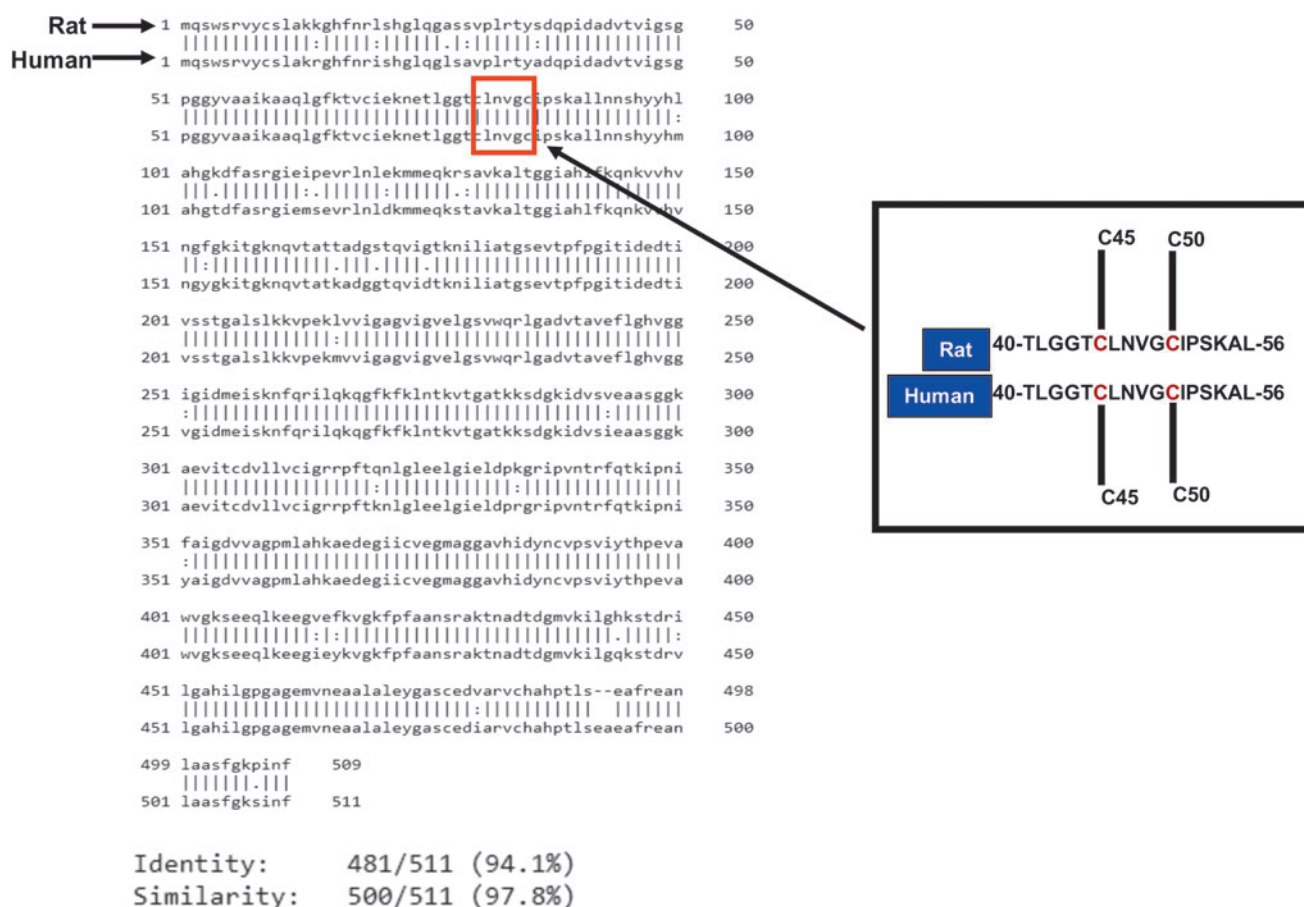 Rat 1 mqswsrvycslakkghfnrlshglqgassvplrtysdqpidadvtvigsg 50
|||||||||||||:|||||:||||||.|:||||||:||||||||||||||
Human 1 mqswsrvycslakrghfnrishglqglsavplrtyadqpidadvtvigsg 50
51 pggyvaaikaaqlgfktvcieknetlggtclnvgcipskallnnshyyhl 100
|||||||||||||||||||||||||||||||||||||||||||||||||:
51 pggyvaaikaaqlgfktvcieknetlggtclnvgcipskallnnshyyhm 100
101 ahgkdfasrgieipevrlnlekmmeqkrsavkaltggiahlfkqnkvvhv 150
|||.||||||||:.||||||:||||||.:|||||||||||||||||||||
101 ahgtdfasrgiemsevrlnldkmmeqkstavkaltggiahlfkqnkvvhv 150
151 ngfgkitgknqvtattadgstqvigtkniliatgsevtpfpgitidedti 200
||:||||||||||||.|||.||||.|||||||||||||||||||||||||
151 ngygkitgknqvtatkadggtqvidtkniliatgsevtpfpgitidedti 200
201 vsstgalslkkvpeklvvigagvigvelgsvwqrlgadvtaveflghvgg 250
|||||||||||||||:||||||||||||||||||||||||||||||||||
201 vsstgalslkkvpekmvvigagvigvelgsvwqrlgadvtaveflghvgg 250
251 igidmeisknfqrilqkqgfkfklntkvtgatkksdgkidvsveaasggk 300
:|||||||||||||||||||||||||||||||||||||||||:|||||||
251 vgidmeisknfqrilqkqgfkfklntkvtgatkksdgkidvsieaasggk 300
301 aevitcdvllvcigrrpftqnlgleelgieldpkgripvntrfqtkipni 350
|||||||||||||||||||:|||||||||||||:||||||||||||||||
301 aevitcdvllvcigrrpftknlgleelgieldprgripvntrfqtkipni 350
351 faigdvvagpmlahkaedegiicvegmaggavhidyncvpsviythpeva 400
:|||||||||||||||||||||||||||||||||||||||||||||||||
351 yaigdvvagpmlahkaedegiicvegmaggavhidyncvpsviythpeva 400
401 wvgkseeqlkeegvefkvgkfpfaansraktnadtdgmvkilghkstdri 450
|||||||||||||:|:||||||||||||||||||||||||||.||||||:
401 wvgkseeqlkeegieykvgkfpfaansraktnadtdgmvkilgqkstdrv 450
451 lgahilgpgagemvneaalaleygascedvarvchahptls--eafrean 498
|||||||||||||||||||||||||||||:||||||||||| |||||||
451 lgahilgpgagemvneaalaleygascediarvchahptlseaeafrean 500
499 laasfgkpinf 509
|||||||.|||
501 laasfgksinf 511
Identity: 481/511 (94.1%)
Similarity: 500/511 (97.8%)
C45 C50
Rat 40-TLGGTCLNVGCIPSKAL-56
Human 40-TLGGTCLNVGCIPSKAL-56
C45 C50